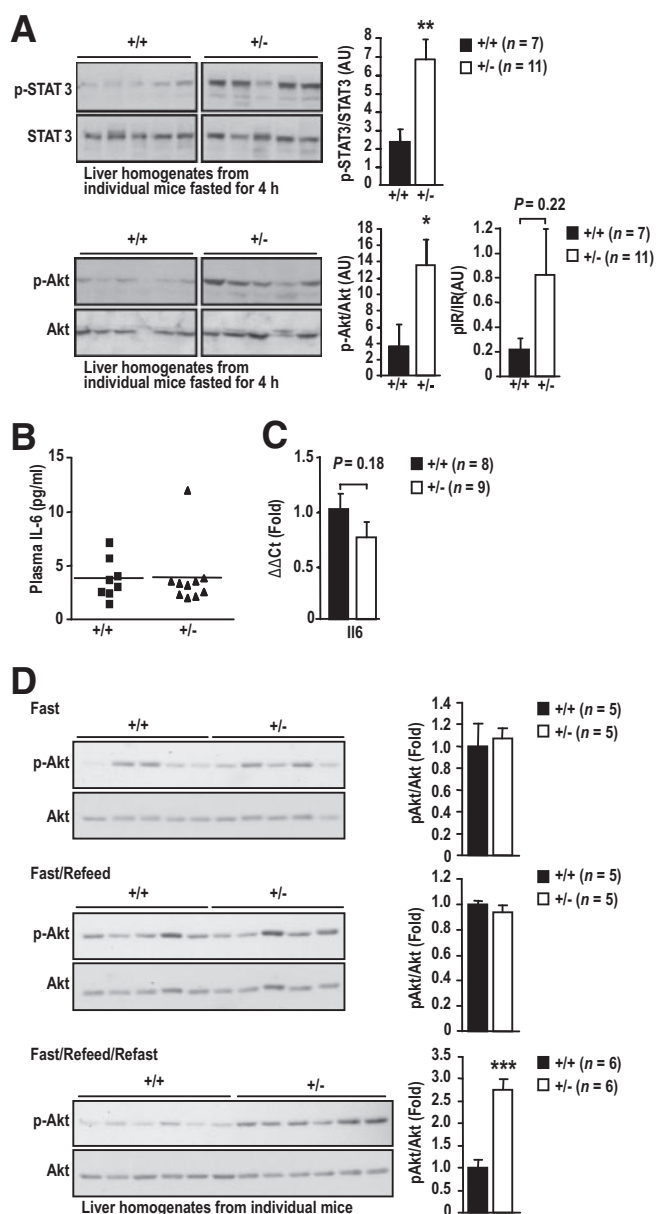 A
+/+ +/-
p-STAT3
STAT3
Liver homogenates from
individual mice fasted for 4 h
p-STAT3/STAT3 (AU)
8
7
6
5
4
3
2
1
0
**
+/+ +/-
+/+ (n = 7)
+/- (n = 11)
+/+ +/-
p-Akt
Akt
Liver homogenates from
individual mice fasted for 4 h
p-Akt/Akt (AU)
18
16
14
12
10
8
6
4
2
0
*
+/+ +/-
pIR/IR(AU)
1.2
1.0
0.8
0.6
0.4
0.2
0
P = 0.22
+/+ +/-
+/+ (n = 7)
+/- (n = 11)
B
Plasma IL-6 (pg/ml)
15
10
5
0
+/+ +/-
C
ΔΔCt (Fold)
1.5
1.0
0.5
0
P = 0.18
Il6
+/+ (n = 8)
+/- (n = 9)
D
Fast
+/+ +/-
p-Akt
Akt
pAkt/Akt (Fold)
1.4
1.2
1.0
0.8
0.6
0.4
0.2
0
+/+ (n = 5)
+/- (n = 5)
Fast/Refeed
+/+ +/-
p-Akt
Akt
pAkt/Akt (Fold)
1.2
1.0
0.8
0.6
0.4
0.2
0
+/+ (n = 5)
+/- (n = 5)
Fast/Refeed/Refast
+/+ +/-
p-Akt
Akt
Liver homogenates from individual mice
pAkt/Akt (Fold)
3.5
3.0
2.5
2.0
1.5
1.0
0.5
0
***
+/+ (n = 6)
+/- (n = 6)